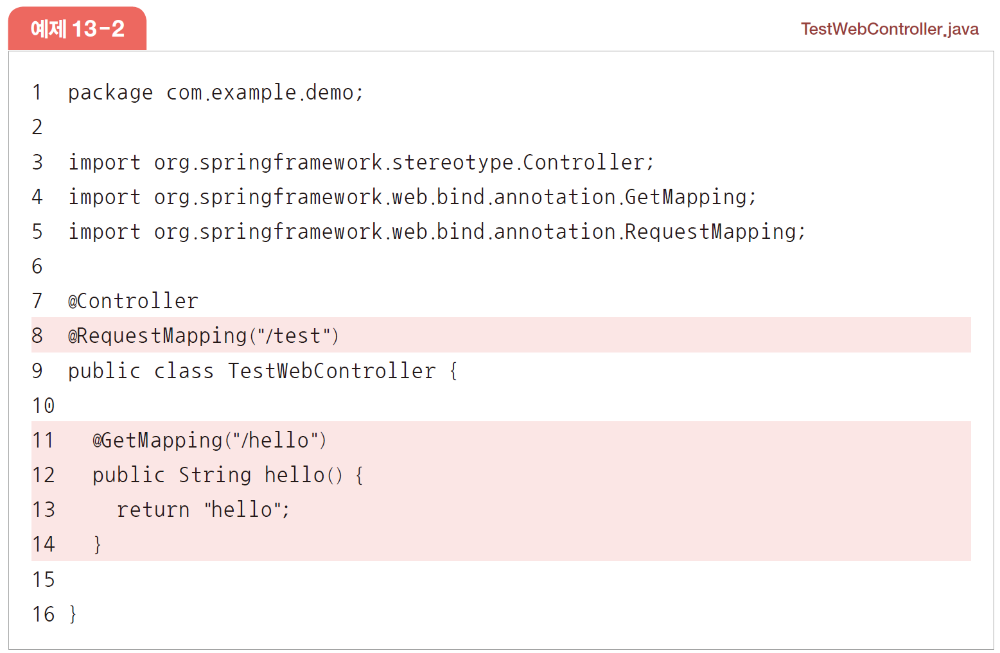 예제 13-2
TestWebController.java
1 package com.example.demo;
2
3 import org.springframework.stereotype.Controller;
4 import org.springframework.web.bind.annotation.GetMapping;
5 import org.springframework.web.bind.annotation.RequestMapping;
6
7 @Controller
8 @RequestMapping("/test")
9 public class TestWebController {
10
11 @GetMapping("/hello")
12 public String hello() {
13 return "hello";
14 }
15
16 }